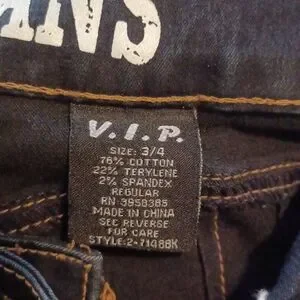 ANS
V.I.P.
SIZE: 3/4
76% COTTON
22% TERYLENE
2% SPANDEX
REGULAR
RN 3958385
MADE IN CHINA
SEE REVERSE
FOR CARE
STYLE:2-71488K